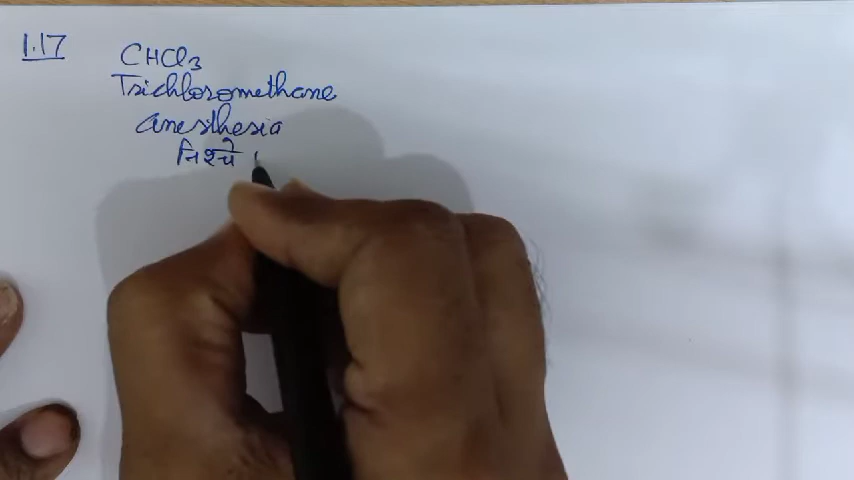 1.17
CHCl3
Trichloromethane
Anesthesia
निश्चे